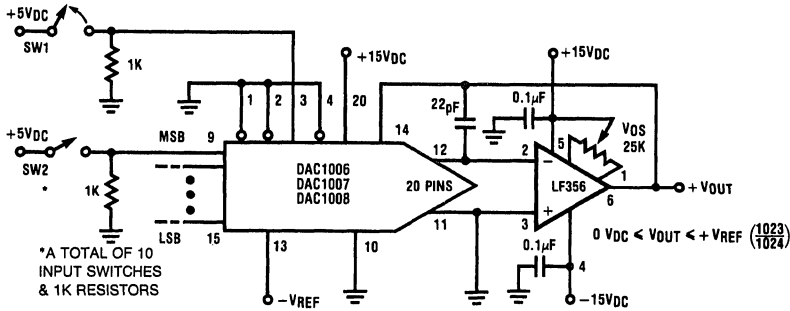 +5VDC
SW1
1K
+15VDC
+15VDC
1
2
3
4
20
22pF
0.1µF
VOS
25K
+5VDC
SW2
*
MSB
9
14
12
2
5
1
1K
DAC1006
DAC1007
DAC1008
20 PINS
−
LF356
+
6
+VOUT
LSB
15
11
3
13
10
0.1µF
4
0 VDC ≤ VOUT ≤ +VREF (1023/1024)
*A TOTAL OF 10
INPUT SWITCHES
& 1K RESISTORS
−VREF
−15VDC